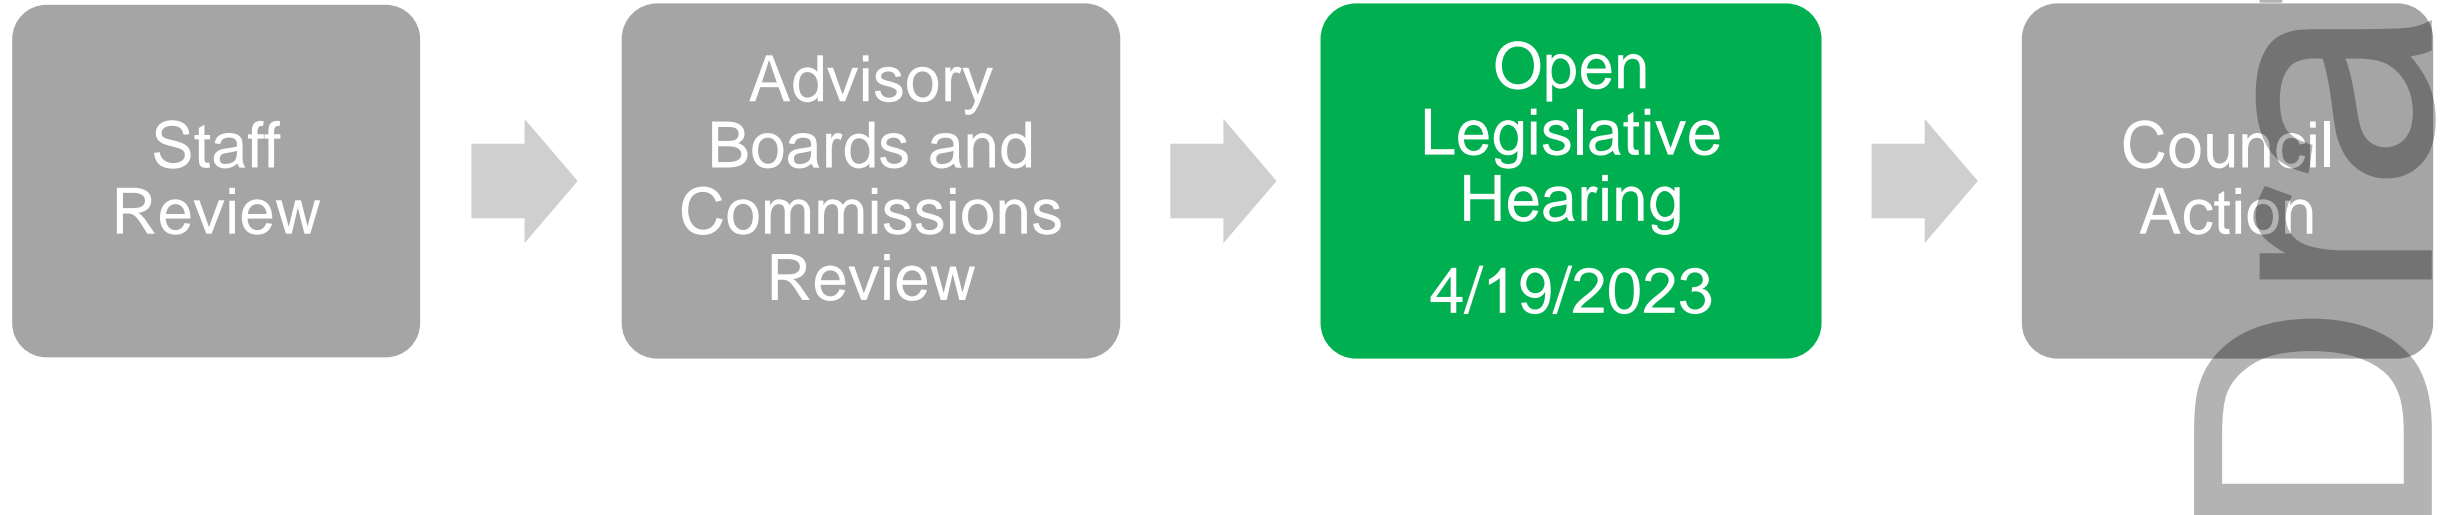 Staff
Review
Advisory
Boards and
Commissions
Review
Open
Legislative
Hearing
4/19/2023
Council
Action
Dra